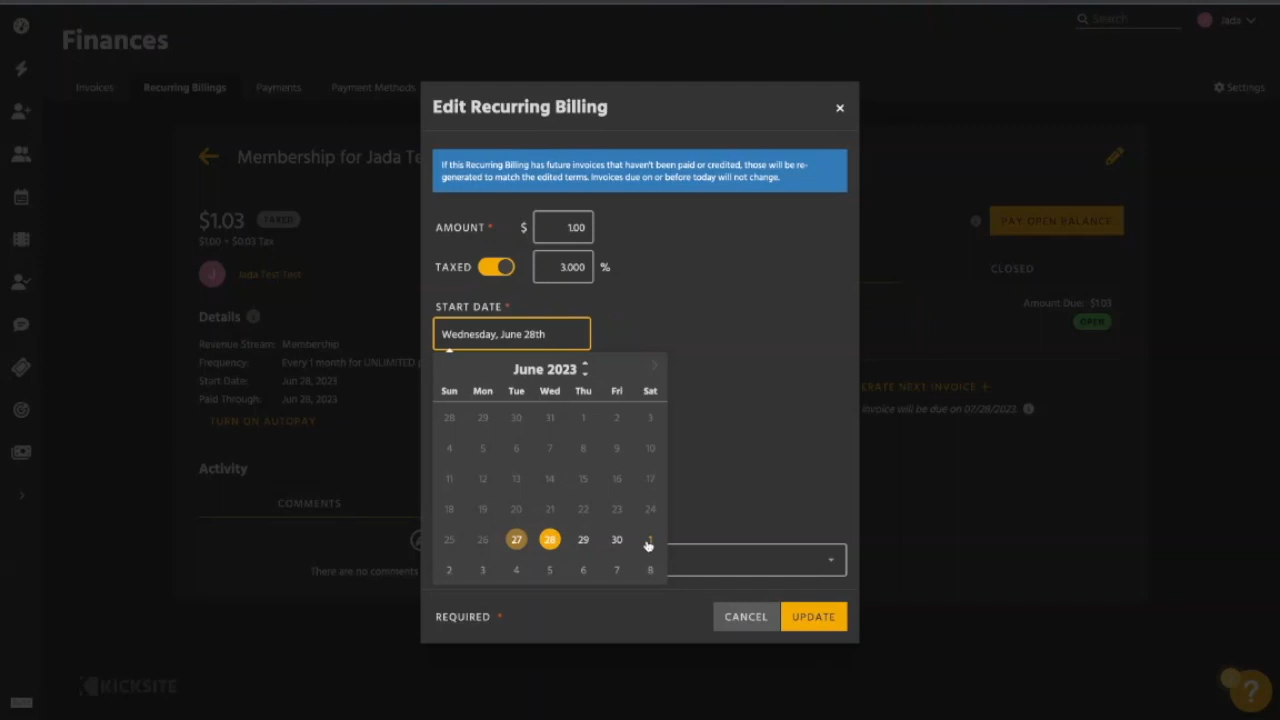 Finances
Search
Jada
Invoices
Recurring Billings
Payments
Payment Methods
Settings
Edit Recurring Billing
×
If this Recurring Billing has future invoices that haven't been paid or credited, those will be re-
generated to match the edited terms. Invoices due on or before today will not change.
Membership for Jada Te
$1.03 TAXED
$1.00 + $0.03 Tax
J Jada Test Test
Details
Revenue Stream: Membership
Frequency: Every 1 month for UNLIMITED p
Start Date: Jun 28, 2023
Paid Through: Jun 28, 2023
TURN ON AUTOPAY
Activity
COMMENTS
There are no comments
AMOUNT * $ 1.00
TAXED 3.000 %
START DATE *
Wednesday, June 28th
June 2023
Sun Mon Tue Wed Thu Fri Sat
28 29 30 31 1 2 3
4 5 6 7 8 9 10
11 12 13 14 15 16 17
18 19 20 21 22 23 24
25 26 27 28 29 30 1
2 3 4 5 6 7 8
REQUIRED *
CANCEL
UPDATE
PAY OPEN BALANCE
CLOSED
Amount Due: $1.03
OPEN
ERATE NEXT INVOICE +
invoice will be due on 07/28/2023.
KICKSITE
?